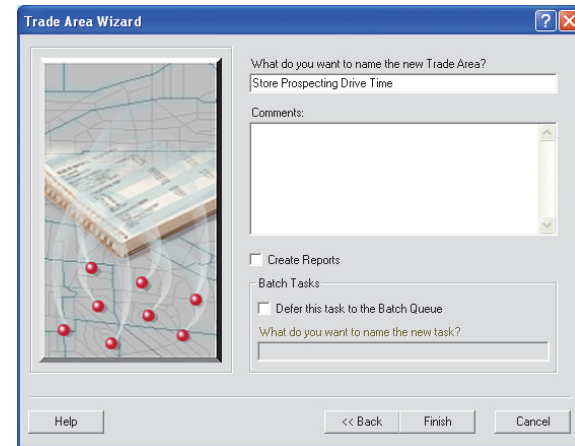 Trade Area Wizard
What do you want to name the new Trade Area?
Store Prospecting Drive Time
Comments:
Create Reports
Batch Tasks
Defer this task to the Batch Queue
What do you want to name the new task?
Help
<< Back
Finish
Cancel